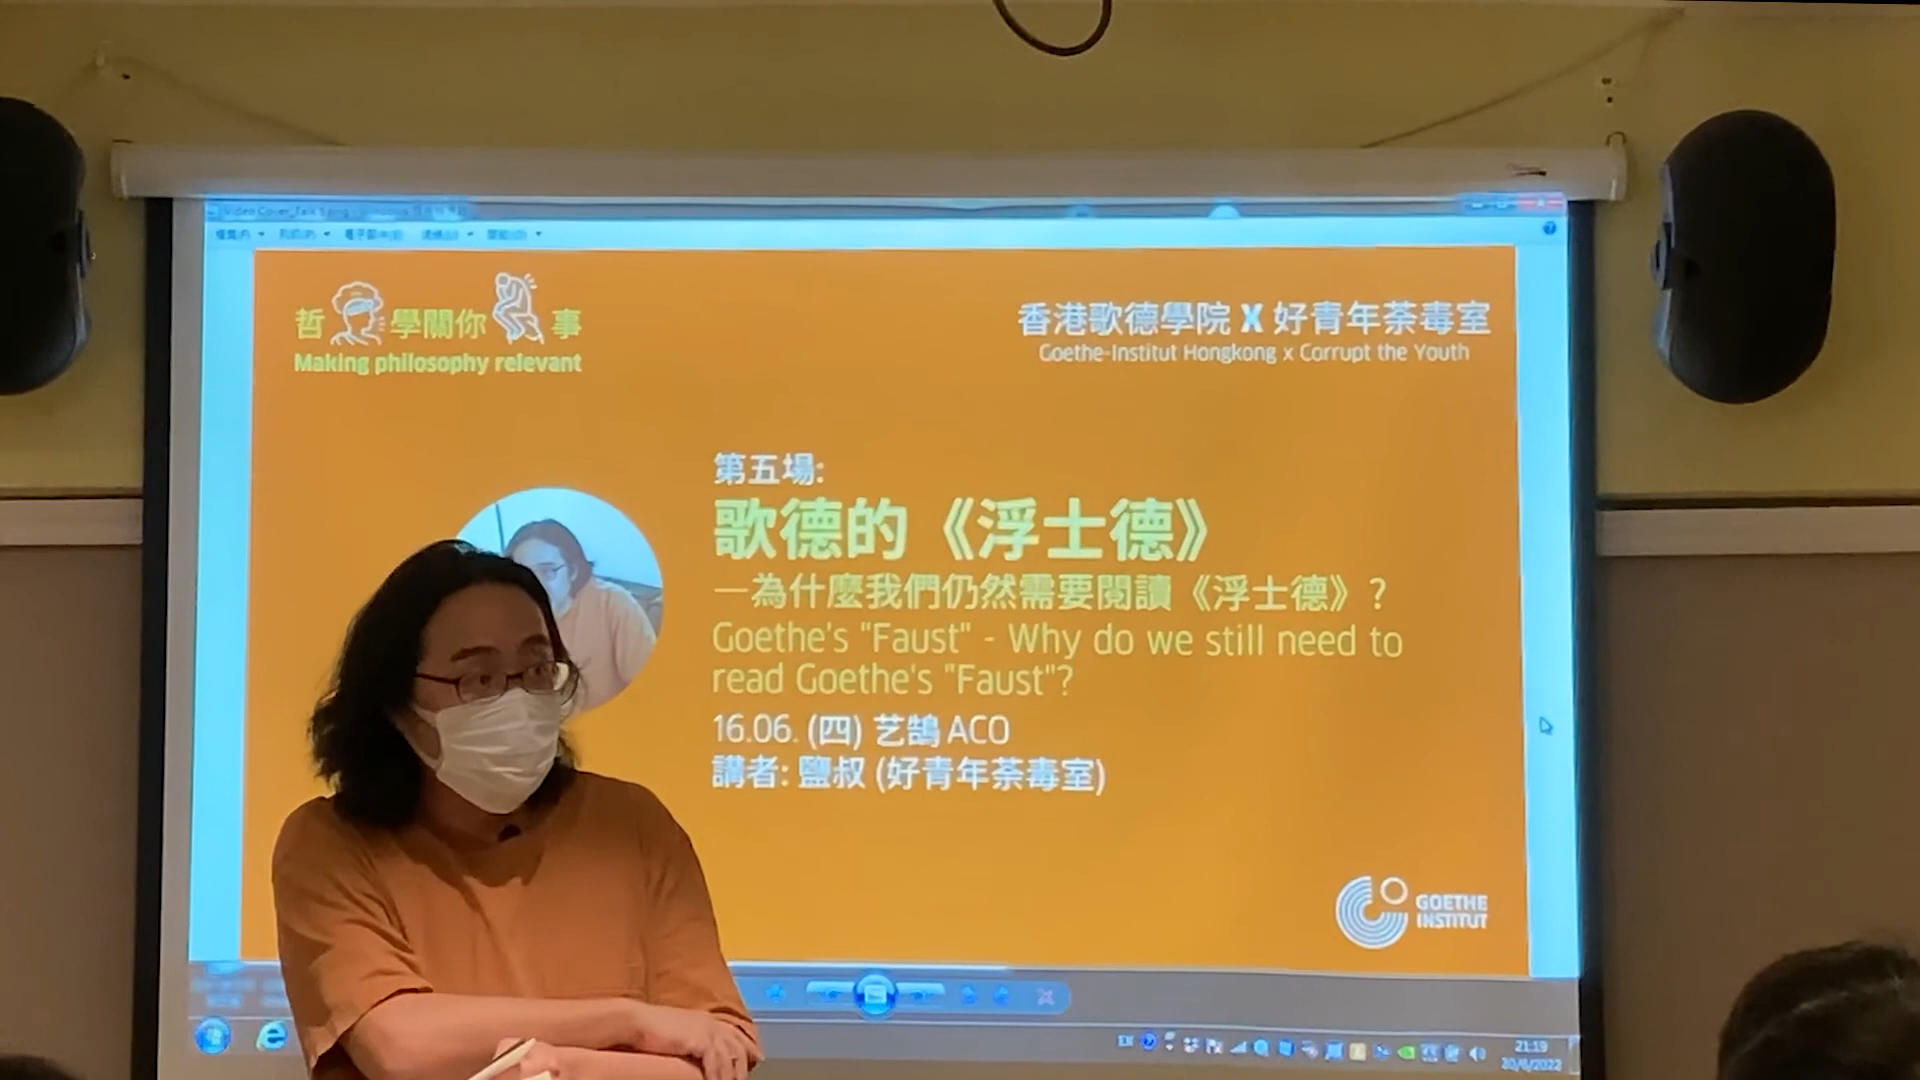 哲學關你事
Making philosophy relevant
香港歌德學院 X 好青年荼毒室
Goethe-Institut Hongkong x Corrupt the Youth
第五場:
歌德的《浮士德》
—為什麼我們仍然需要閱讀《浮士德》?
Goethe's "Faust" - Why do we still need to
read Goethe's "Faust"?
16.06. (四) 艺鵠 ACO
講者: 鹽叔 (好青年荼毒室)
GOETHE
INSTITUT
21:19